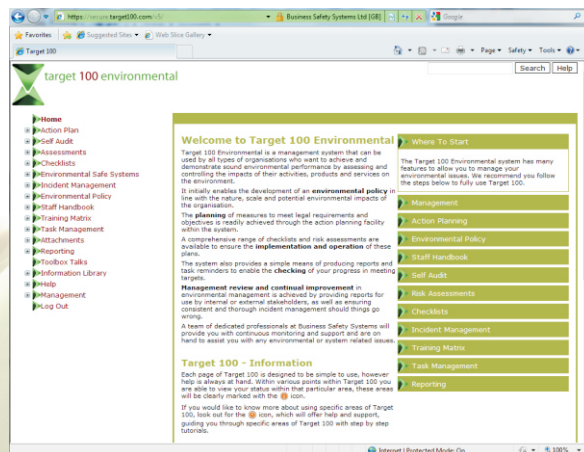 https://secure.target100.com/v3/
Business Safety Systems Ltd [GB]
Google
Favorites
Suggested Sites
Web Slice Gallery
Target 100
Page
Safety
Tools
target 100 environmental
Search
Help
Home
Action Plan
Self Audit
Assessments
Checklists
Environmental Safe Systems
Incident Management
Environmental Policy
Staff Handbook
Training Matrix
Task Management
Attachments
Reporting
Toolbox Talks
Information Library
Help
Management
Log Out
Welcome to Target 100 Environmental
Target 100 Environmental is a management system that can be
used by all types of organisations who want to achieve and
demonstrate sound environmental performance by assessing and
controlling the impacts of their activities, products and services on
the environment.
It initially enables the development of an environmental policy in
line with the nature, scale and potential environmental impacts of
the organisation.
The planning of measures to meet legal requirements and
objectives is readily achieved through the action planning facility
within the system.
A comprehensive range of checklists and risk assessments are
available to ensure the implementation and operation of these
plans.
The system also provides a simple means of producing reports and
task reminders to enable the checking of your progress in meeting
targets.
Management review and continual improvement in
environmental management is achieved by providing reports for
use by internal or external stakeholders, as well as ensuring
consistent and thorough incident management should things go
wrong.
A team of dedicated professionals at Business Safety Systems will
provide you with continuous monitoring and support and are on
hand to assist you with any environmental or system related issues.
Target 100 - Information
Each page of Target 100 is designed to be simple to use, however
help is always at hand. Within various points within Target 100 you
are able to view your status within that particular area, these areas
will be clearly marked with the icon.
If you would like to know more about using specific areas of Target
100, look out for the icon, which will offer help and support,
guiding you through specific areas of Target 100 with step by step
tutorials.
Where To Start
The Target 100 Environmental system has many
features to allow you to manage your
environmental issues. We recommend you follow
the steps below to fully use Target 100.
Management
Action Planning
Environmental Policy
Staff Handbook
Self Audit
Risk Assessments
Checklists
Incident Management
Training Matrix
Task Management
Reporting
Internet | Protected Mode: On
100%